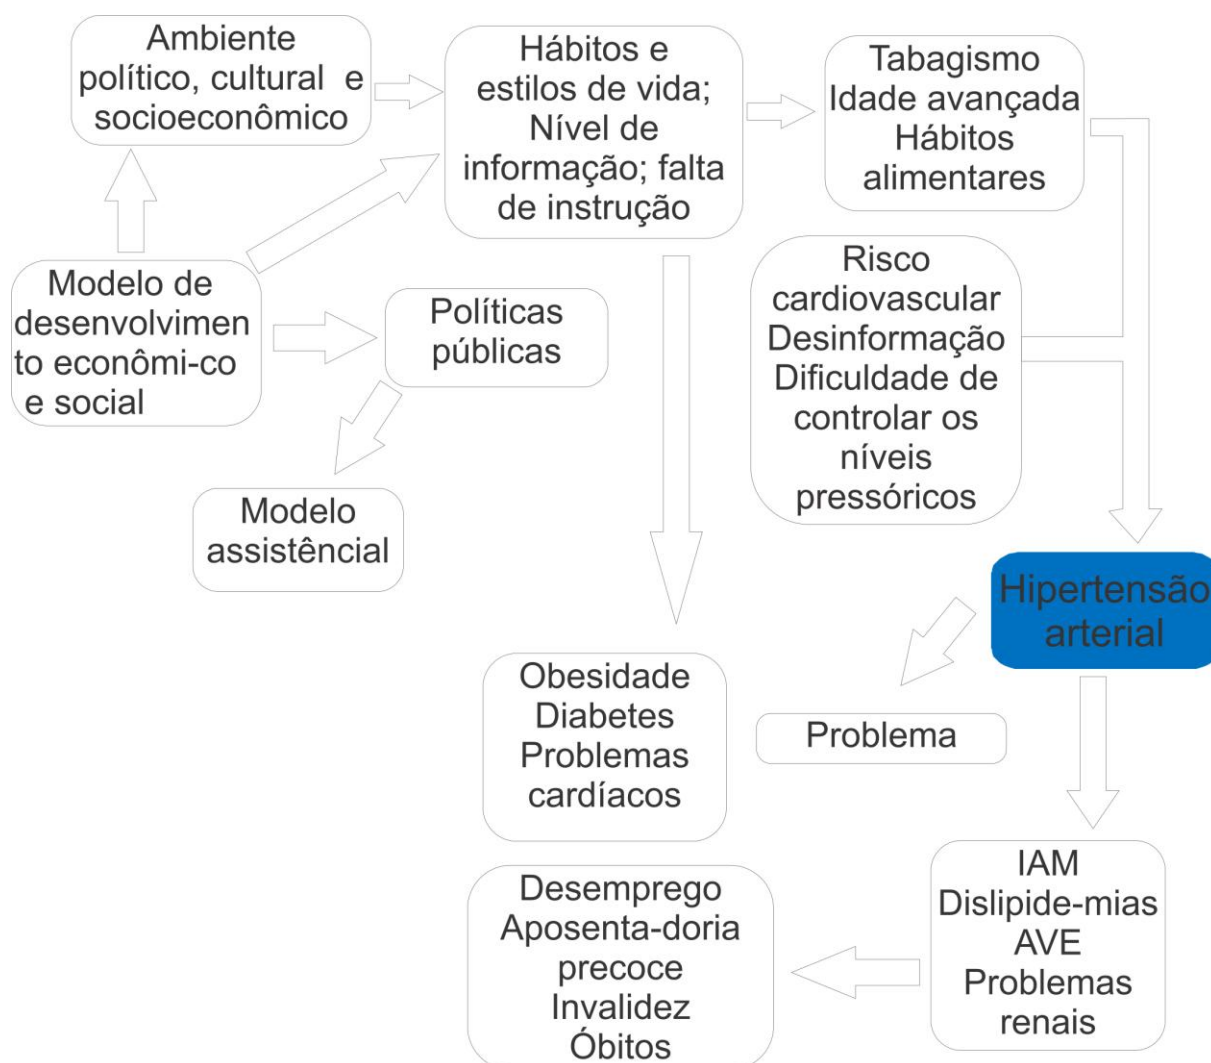 Ambiente
político, cultural e
socioeconômico
Hábitos e
estilos de vida;
Nível de
informação; falta
de instrução
Tabagismo
Idade avançada
Hábitos
alimentares
Modelo de
desenvolvimen
to econômi-co
e social
Políticas
públicas
Risco
cardiovascular
Desinformação
Dificuldade de
controlar os
níveis
pressóricos
Modelo
assistêncial
Hipertensão
arterial
Obesidade
Diabetes
Problemas
cardíacos
Problema
IAM
Dislipide-mias
AVE
Problemas
renais
Desemprego
Aposenta-doria
precoce
Invalidez
Óbitos